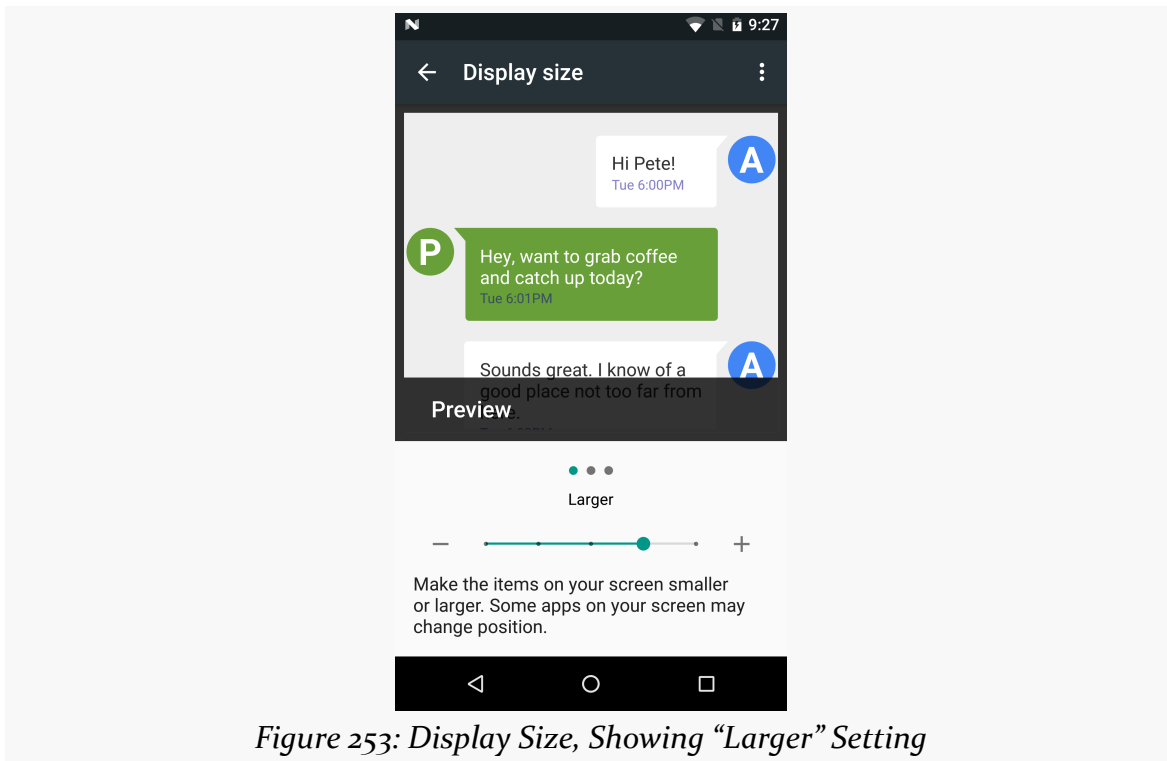 9:27
Display size
Hi Pete!
A
Tue 6:00PM
P
Hey, want to grab coffee
and catch up today?
Tue 6:01PM
A
Sounds great. I know of a
good place not too far from
Preview
Larger
Make the items on your screen smaller
or larger. Some apps on your screen may
change position.
Figure 253: Display Size, Showing “Larger” Setting